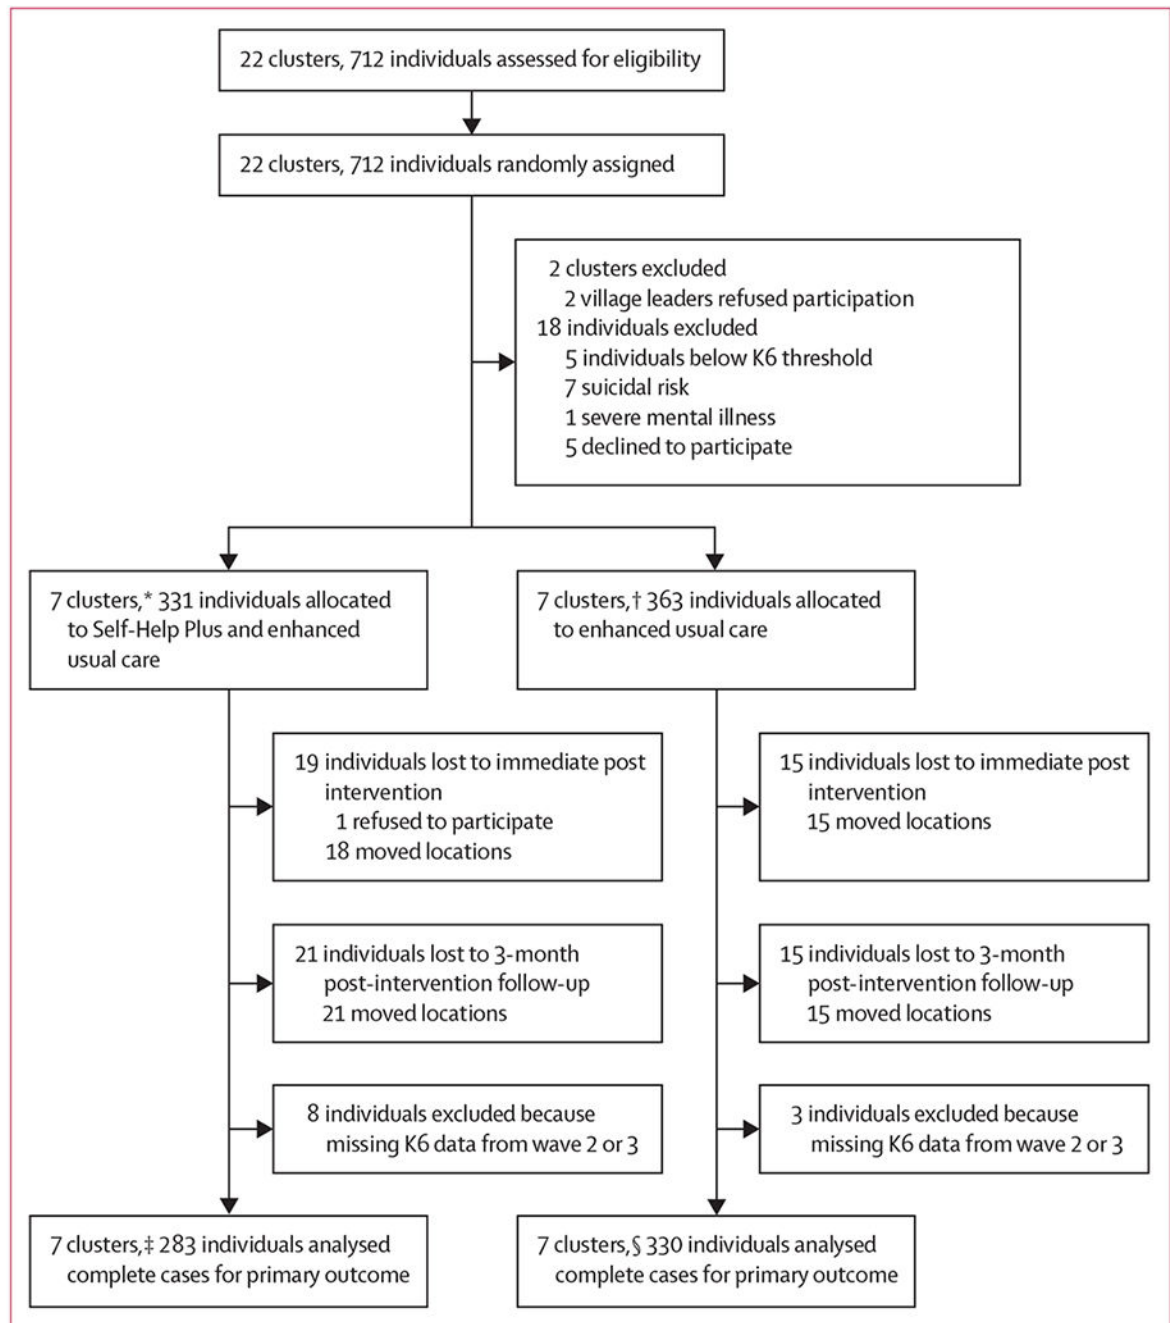 22 clusters, 712 individuals assessed for eligibility
22 clusters, 712 individuals randomly assigned
2 clusters excluded
2 village leaders refused participation
18 individuals excluded
5 individuals below K6 threshold
7 suicidal risk
1 severe mental illness
5 declined to participate
7 clusters,* 331 individuals allocated
to Self-Help Plus and enhanced
usual care
7 clusters,† 363 individuals allocated
to enhanced usual care
19 individuals lost to immediate post
intervention
1 refused to participate
18 moved locations
15 individuals lost to immediate post
intervention
15 moved locations
21 individuals lost to 3-month
post-intervention follow-up
21 moved locations
15 individuals lost to 3-month
post-intervention follow-up
15 moved locations
8 individuals excluded because
missing K6 data from wave 2 or 3
3 individuals excluded because
missing K6 data from wave 2 or 3
7 clusters,‡ 283 individuals analysed
complete cases for primary outcome
7 clusters,§ 330 individuals analysed
complete cases for primary outcome